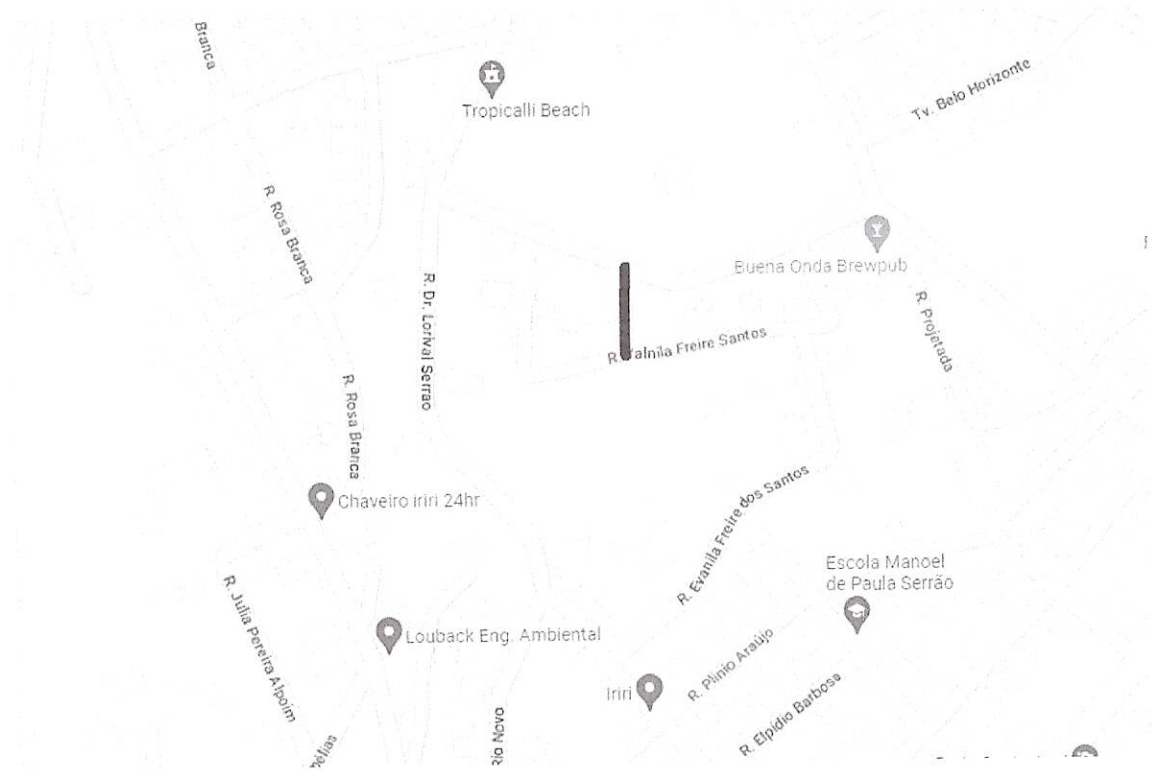 Branca
Tropicalli Beach
Tv. Belo Horizonte
R. Rosa Branca
Buena Onda Brewpub
R. Dr. Lorival Serrão
R. Projetada
R. Valnila Freire Santos
R. Rosa Branca
Chaveiro iriri 24hr
R. Evanila Freire dos Santos
Escola Manoel
de Paula Serrão
R. Julia Pereira Alpoim
Louback Eng. Ambiental
R. Plinio Araújo
Iriri
R. Elpídio Barbosa
Rio Novo